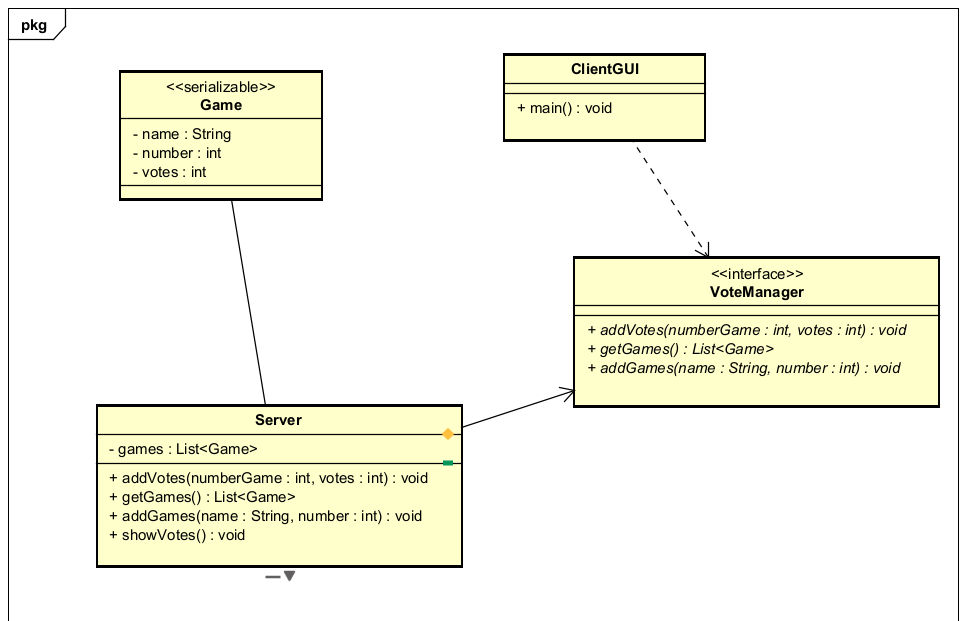 pkg
<<serializable>>
Game
- name : String
- number : int
- votes : int
ClientGUI
+ main() : void
<<interface>>
VoteManager
+ addVotes(numberGame : int, votes : int) : void
+ getGames() : List<Game>
+ addGames(name : String, number : int) : void
Server
- games : List<Game>
+ addVotes(numberGame : int, votes : int) : void
+ getGames() : List<Game>
+ addGames(name : String, number : int) : void
+ showVotes() : void